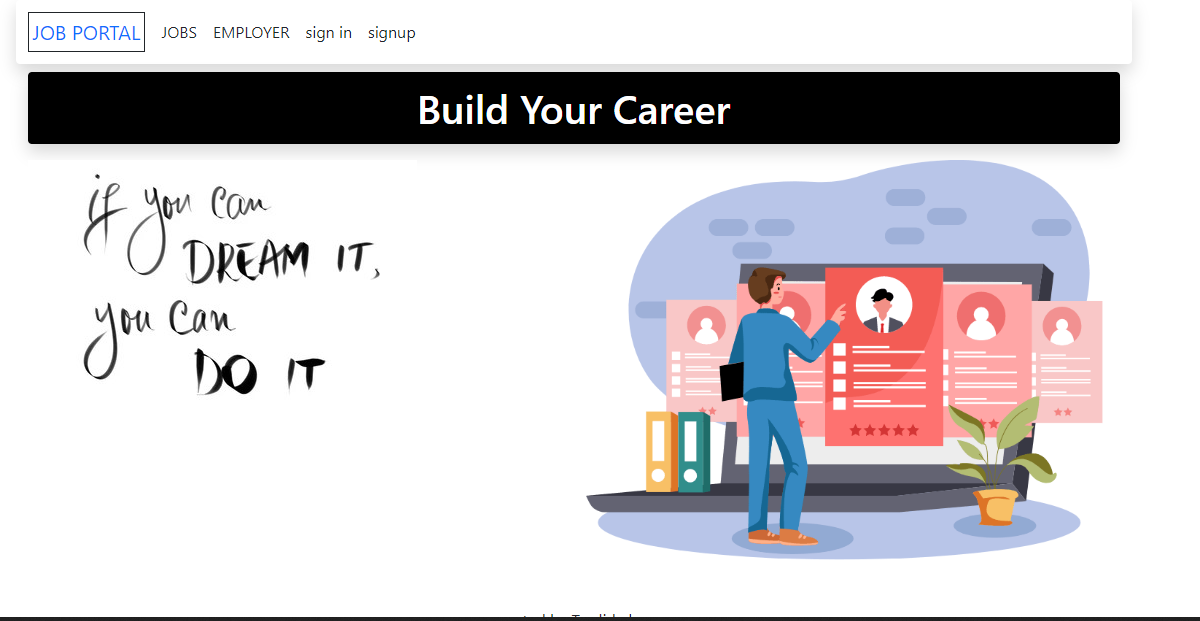 JOB PORTAL JOBS EMPLOYER sign in signup
Build Your Career
if you can
DREAM IT,
you can
DO IT